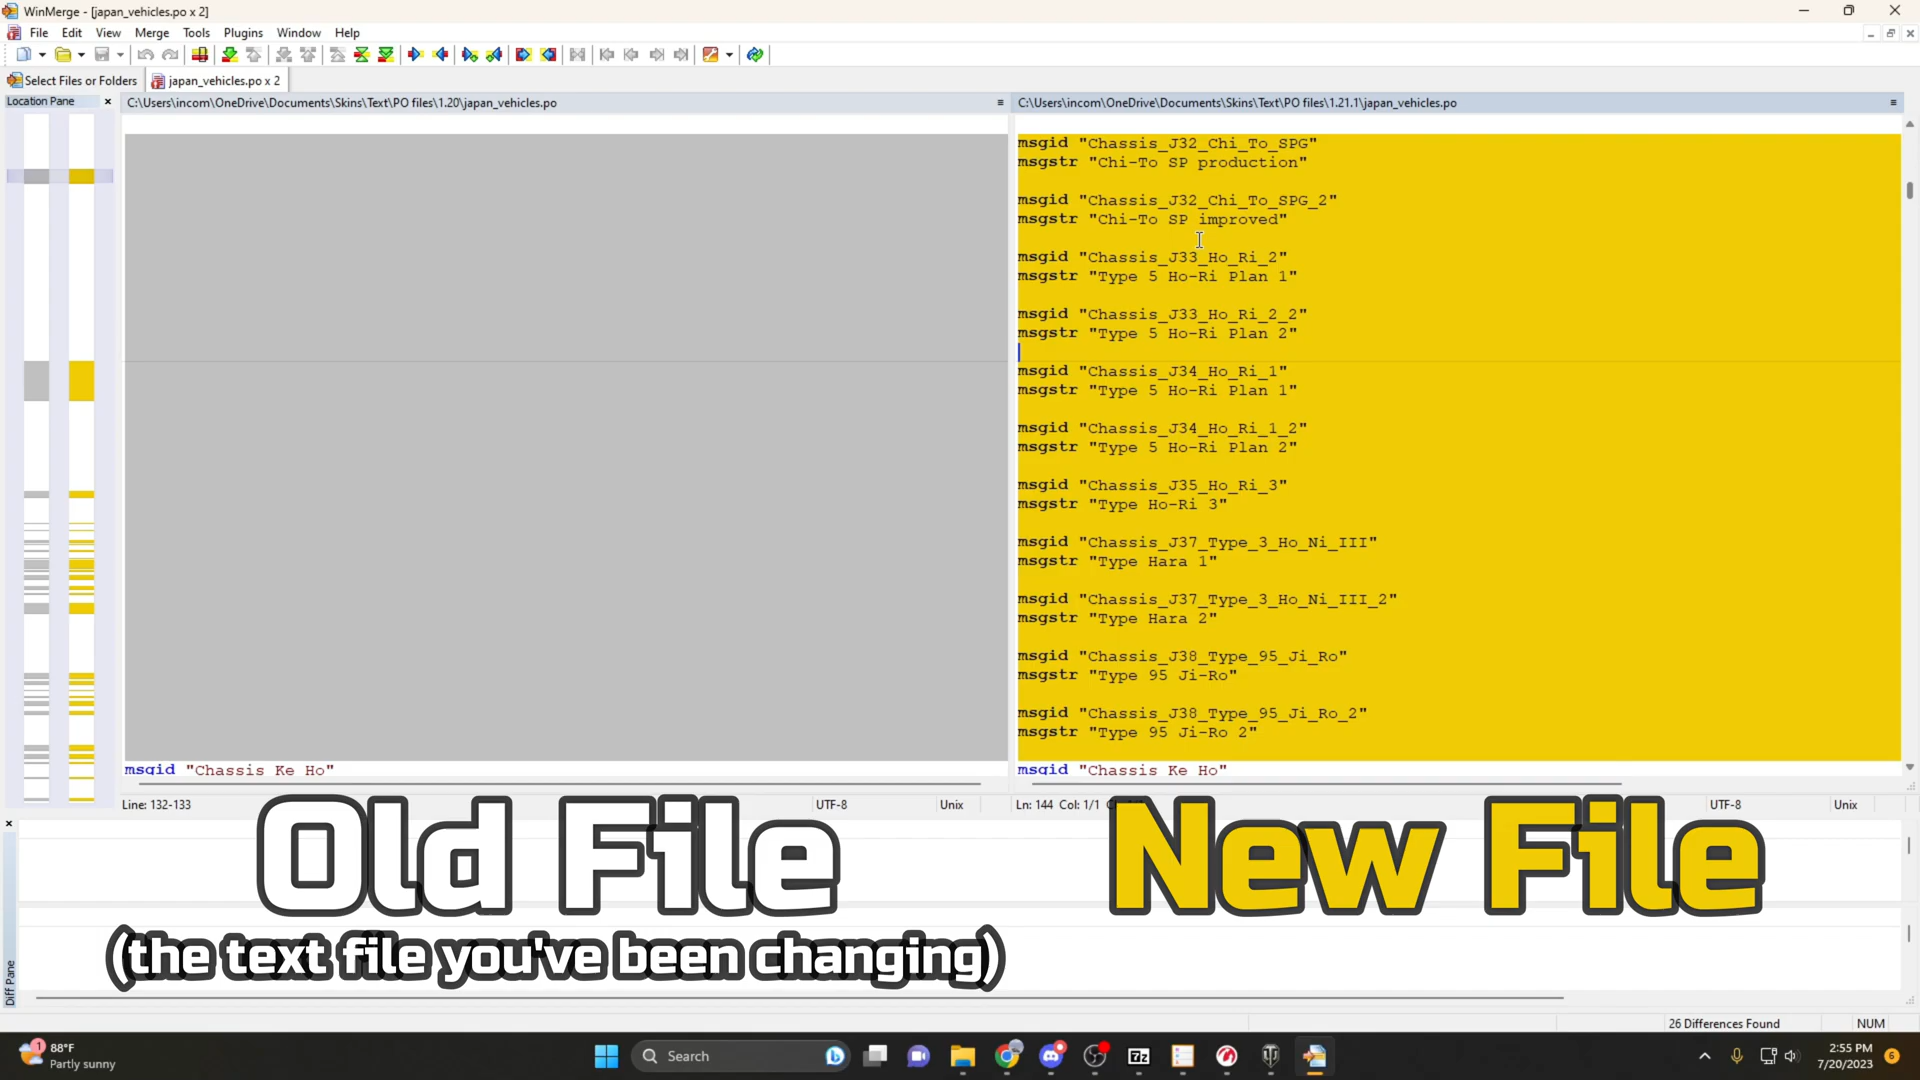 WinMerge - [japan_vehicles.po x 2]
File Edit View Merge Tools Plugins Window Help
Select Files or Folders
japan_vehicles.po x 2
Location Pane
C:\Users\incom\OneDrive\Documents\Skins\Text\PO files\1.20\japan_vehicles.po
C:\Users\incom\OneDrive\Documents\Skins\Text\PO files\1.21.1\japan_vehicles.po
msgid "Chassis_J32_Chi_To_SPG"
msgstr "Chi-To SP production"
msgid "Chassis_J32_Chi_To_SPG_2"
msgstr "Chi-To SP improved"
msgid "Chassis_J33_Ho_Ri_2"
msgstr "Type 5 Ho-Ri Plan 1"
msgid "Chassis_J33_Ho_Ri_2_2"
msgstr "Type 5 Ho-Ri Plan 2"
msgid "Chassis_J34_Ho_Ri_1"
msgstr "Type 5 Ho-Ri Plan 1"
msgid "Chassis_J34_Ho_Ri_1_2"
msgstr "Type 5 Ho-Ri Plan 2"
msgid "Chassis_J35_Ho_Ri_3"
msgstr "Type Ho-Ri 3"
msgid "Chassis_J37_Type_3_Ho_Ni_III"
msgstr "Type Hara 1"
msgid "Chassis_J37_Type_3_Ho_Ni_III_2"
msgstr "Type Hara 2"
msgid "Chassis_J38_Type_95_Ji_Ro"
msgstr "Type 95 Ji-Ro"
msgid "Chassis_J38_Type_95_Ji_Ro_2"
msgstr "Type 95 Ji-Ro 2"
msgid "Chassis Ke Ho"
msgid "Chassis Ke Ho"
Line: 132-133
UTF-8
Unix
Ln: 144 Col: 1/1
UTF-8
Unix
Old File
(the text file you've been changing)
New File
Diff Pane
26 Differences Found
NUM
1
88°F
Partly sunny
Search
7z
2:55 PM
7/20/2023
6